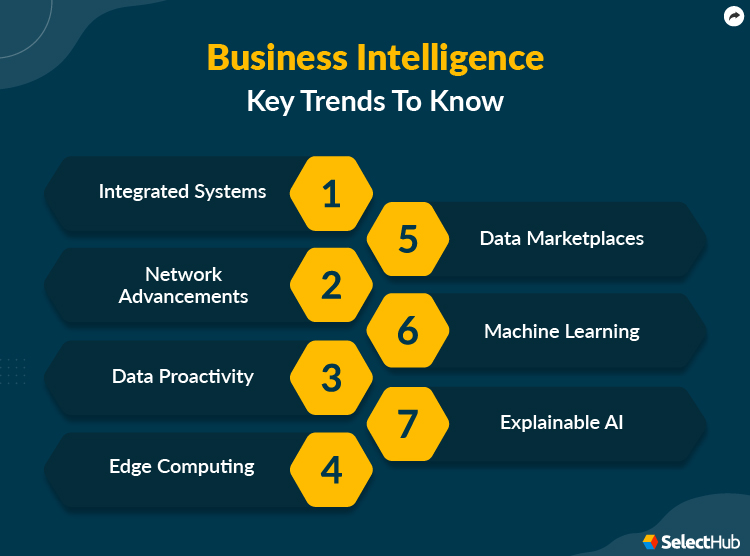 Business Intelligence
Key Trends To Know
Integrated Systems
1
Network
Advancements
2
Data Proactivity
3
Edge Computing
4
5
Data Marketplaces
6
Machine Learning
7
Explainable AI
SelectHub